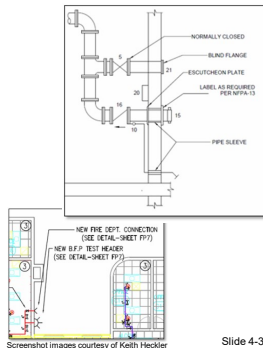 NORMALLY CLOSED
5
BLIND FLANGE
21
ESCUTCHEON PLATE
20
LABEL AS REQUIRED
PER NFPA-13
16
15
10
PIPE SLEEVE
3
NEW FIRE DEPT. CONNECTION
(SEE DETAIL-SHEET FP7)
NEW B.F.P TEST HEADER
(SEE DETAIL-SHEET FP7)
3
3
Screenshot images courtesy of Keith Heckler
Slide 4-3